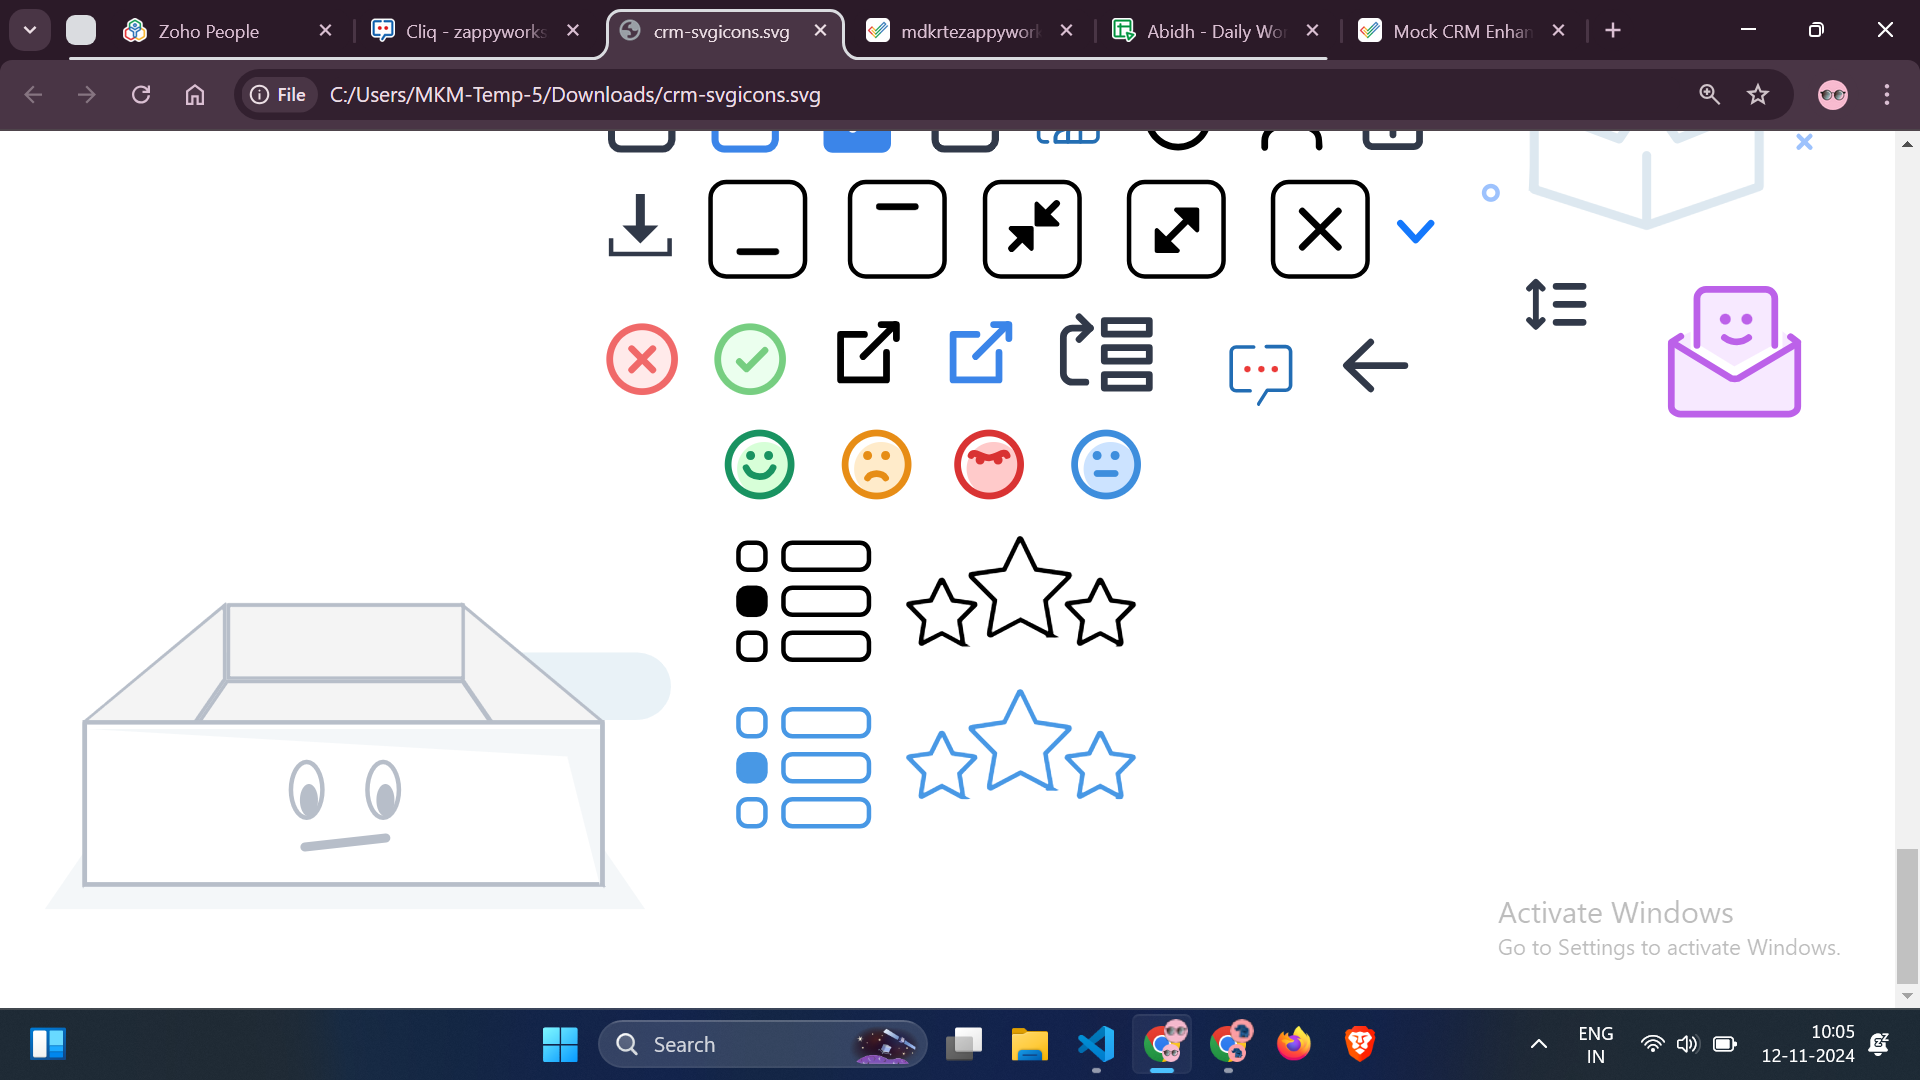 Zoho People
Cliq - zappyworks
crm-svgicons.svg
mdkrtezappywork
Abidh - Daily Wor
Mock CRM Enhan
File
C:/Users/MKM-Temp-5/Downloads/crm-svgicons.svg
Activate Windows
Go to Settings to activate Windows.
Search
ENG
IN
10:05
12-11-2024